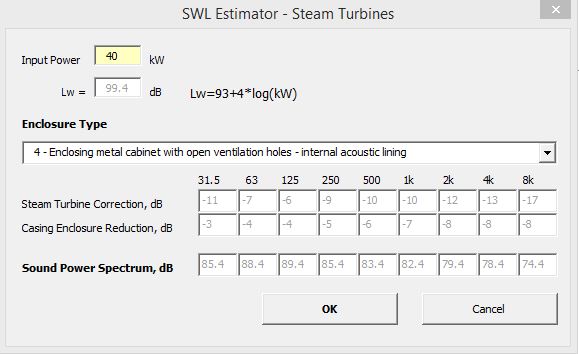 SWL Estimator - Steam Turbines
Input Power 40 kW
Lw = 99.4 dB Lw=93+4*log(kW)
Enclosure Type
4 - Enclosing metal cabinet with open ventilation holes - internal acoustic lining
31.5 63 125 250 500 1k 2k 4k 8k
Steam Turbine Correction, dB -11 -7 -6 -9 -10 -10 -12 -13 -17
Casing Enclosure Reduction, dB -3 -4 -4 -5 -6 -7 -8 -8 -8
Sound Power Spectrum, dB 85.4 88.4 89.4 85.4 83.4 82.4 79.4 78.4 74.4
OK Cancel